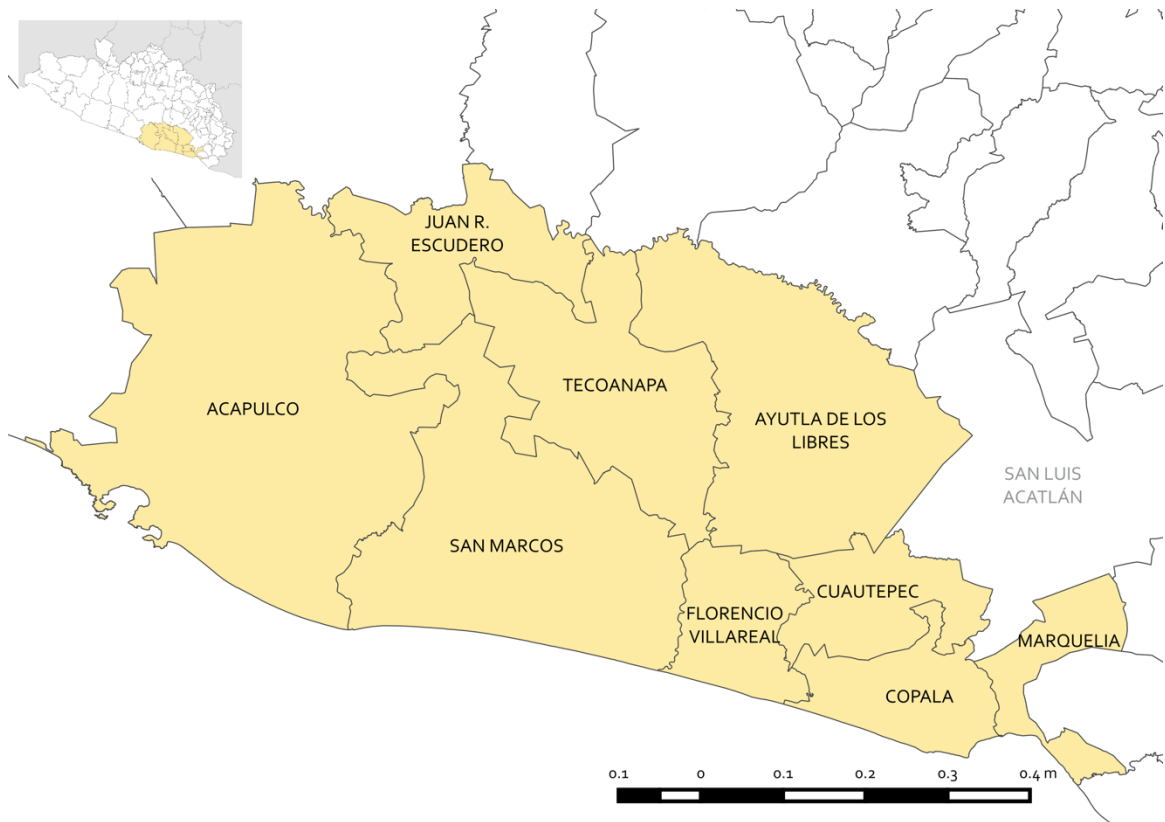 JUAN R.
ESCUDERO
ACAPULCO
TECOANAPA
AYUTLA DE LOS
LIBRES
SAN LUIS
ACATLÁN
SAN MARCOS
CUAUTEPEC
FLORENCIO
VILLAREAL
MARQUELIA
COPALA
0.1 0 0.1 0.2 0.3 0.4 m